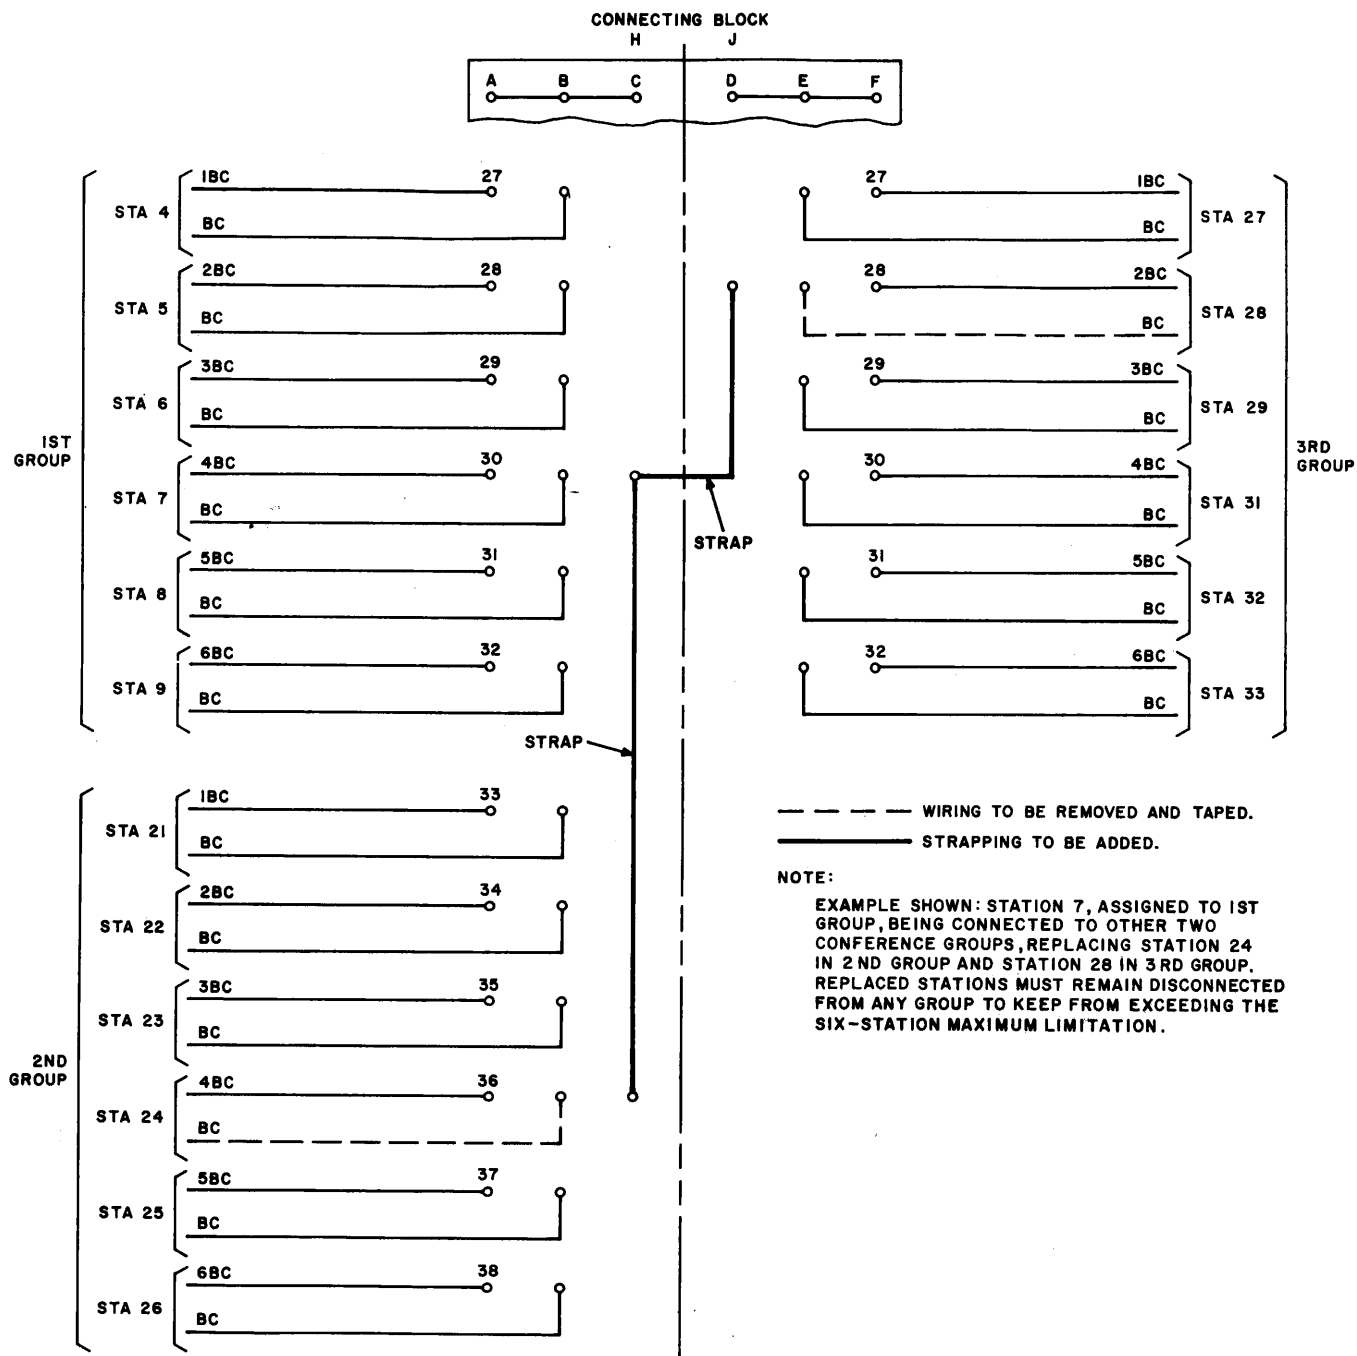 CONNECTING BLOCK
H J
A B C D E F
1ST GROUP
STA 4
1BC 27
BC
STA 5
2BC 28
BC
STA 6
3BC 29
BC
STA 7
4BC 30
BC
STA 8
5BC 31
BC
STA 9
6BC 32
BC
STRAP
STRAP
3RD GROUP
27 1BC
BC
STA 27
28 2BC
BC
STA 28
29 3BC
BC
STA 29
30 4BC
BC
STA 31
31 5BC
BC
STA 32
32 6BC
BC
STA 33
2ND GROUP
STA 21
1BC 33
BC
STA 22
2BC 34
BC
STA 23
3BC 35
BC
STA 24
4BC 36
BC
STA 25
5BC 37
BC
STA 26
6BC 38
BC
WIRING TO BE REMOVED AND TAPED.
STRAPPING TO BE ADDED.
NOTE:
EXAMPLE SHOWN: STATION 7, ASSIGNED TO 1ST
GROUP, BEING CONNECTED TO OTHER TWO
CONFERENCE GROUPS, REPLACING STATION 24
IN 2ND GROUP AND STATION 28 IN 3RD GROUP.
REPLACED STATIONS MUST REMAIN DISCONNECTED
FROM ANY GROUP TO KEEP FROM EXCEEDING THE
SIX-STATION MAXIMUM LIMITATION.